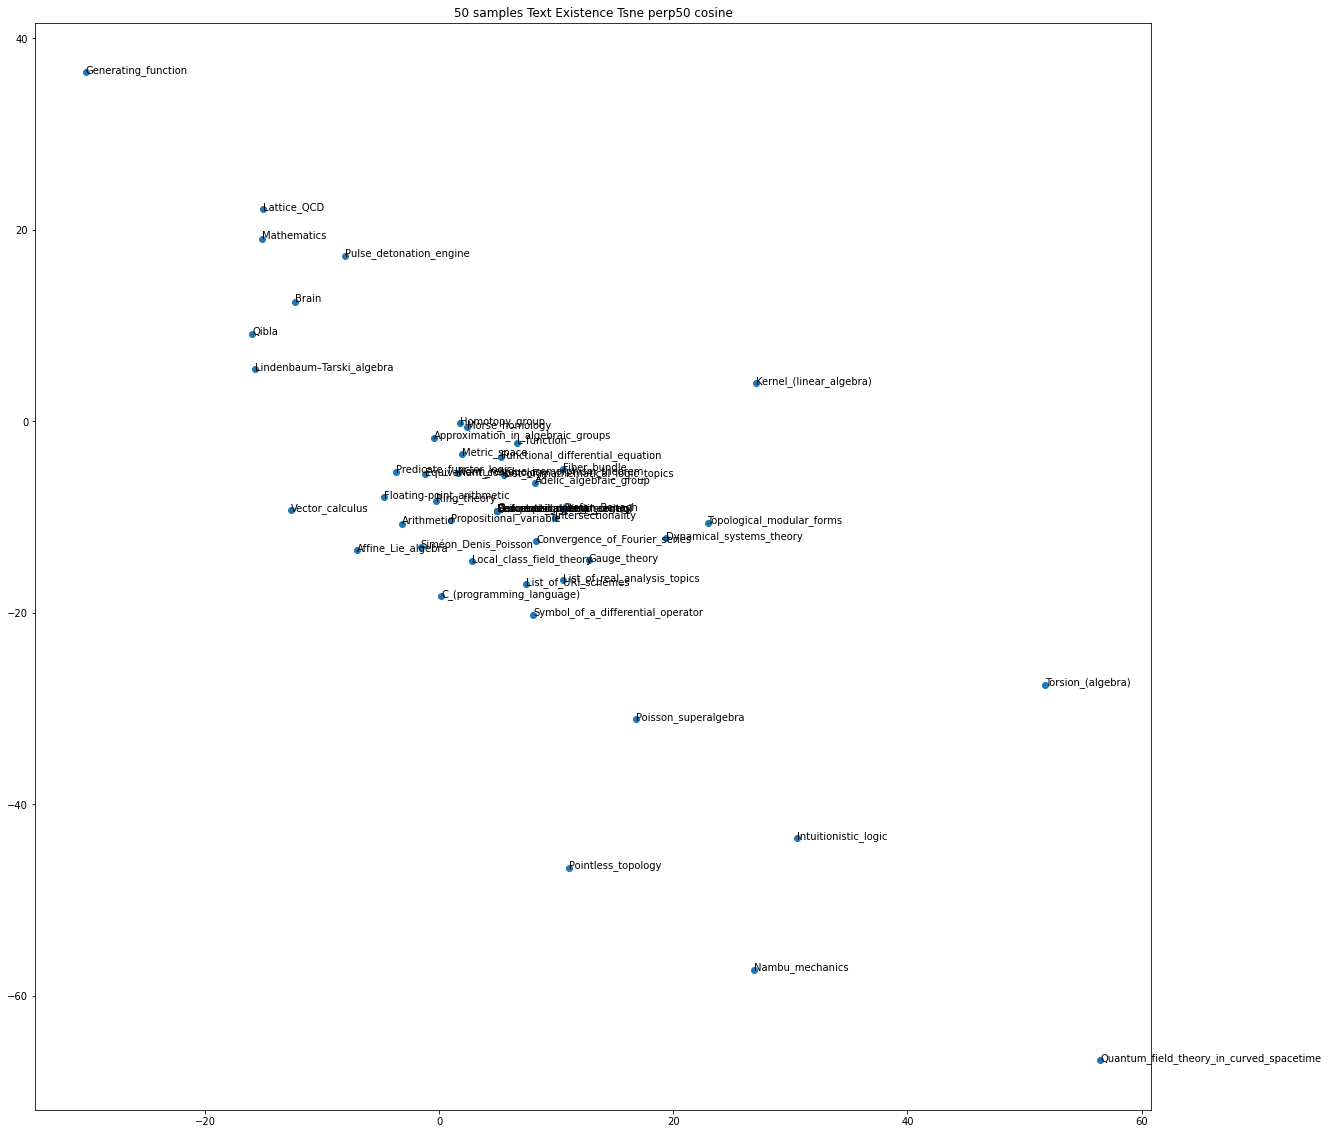 50 samples Text Existence Tsne perp50 cosine
40
Generating_function
Lattice_QCD
20
Mathematics
Pulse_detonation_engine
Brain
Qibla
Lindenbaum–Tarski_algebra
Kernel_(linear_algebra)
0
Homotopy_group
Morse_homology
Approximation_in_algebraic_groups
Metric_space
Functional_differential_equation
Fiber_bundle
Predicate_functor_logic
Adelic_algebraic_group
Floating-point_arithmetic
Ring_theory
Vector_calculus
Intersectionality
Arithmetic
Propositional_variable
Topological_modular_forms
Dynamical_systems_theory
Convergence_of_Fourier_series
Siméon_Denis_Poisson
Affine_Lie_algebra
Local_class_field_theory
Gauge_theory
List_of_real_analysis_topics
List_of_URI_schemes
C_(programming_language)
−20
Symbol_of_a_differential_operator
Torsion_(algebra)
Poisson_superalgebra
−40
Intuitionistic_logic
Pointless_topology
Nambu_mechanics
−60
Quantum_field_theory_in_curved_spacetime
−20 0 20 40 60